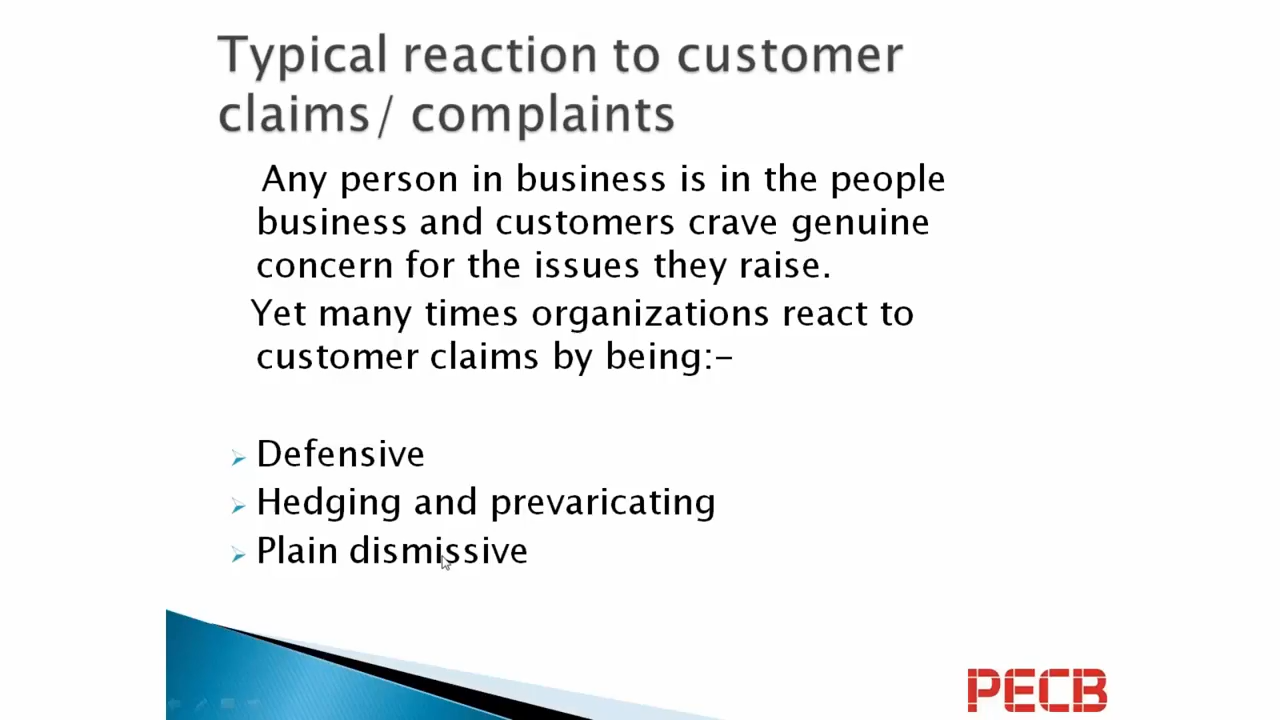 Typical reaction to customer
claims/ complaints
Any person in business is in the people
business and customers crave genuine
concern for the issues they raise.
Yet many times organizations react to
customer claims by being:-
Defensive
Hedging and prevaricating
Plain dismissive
PECB